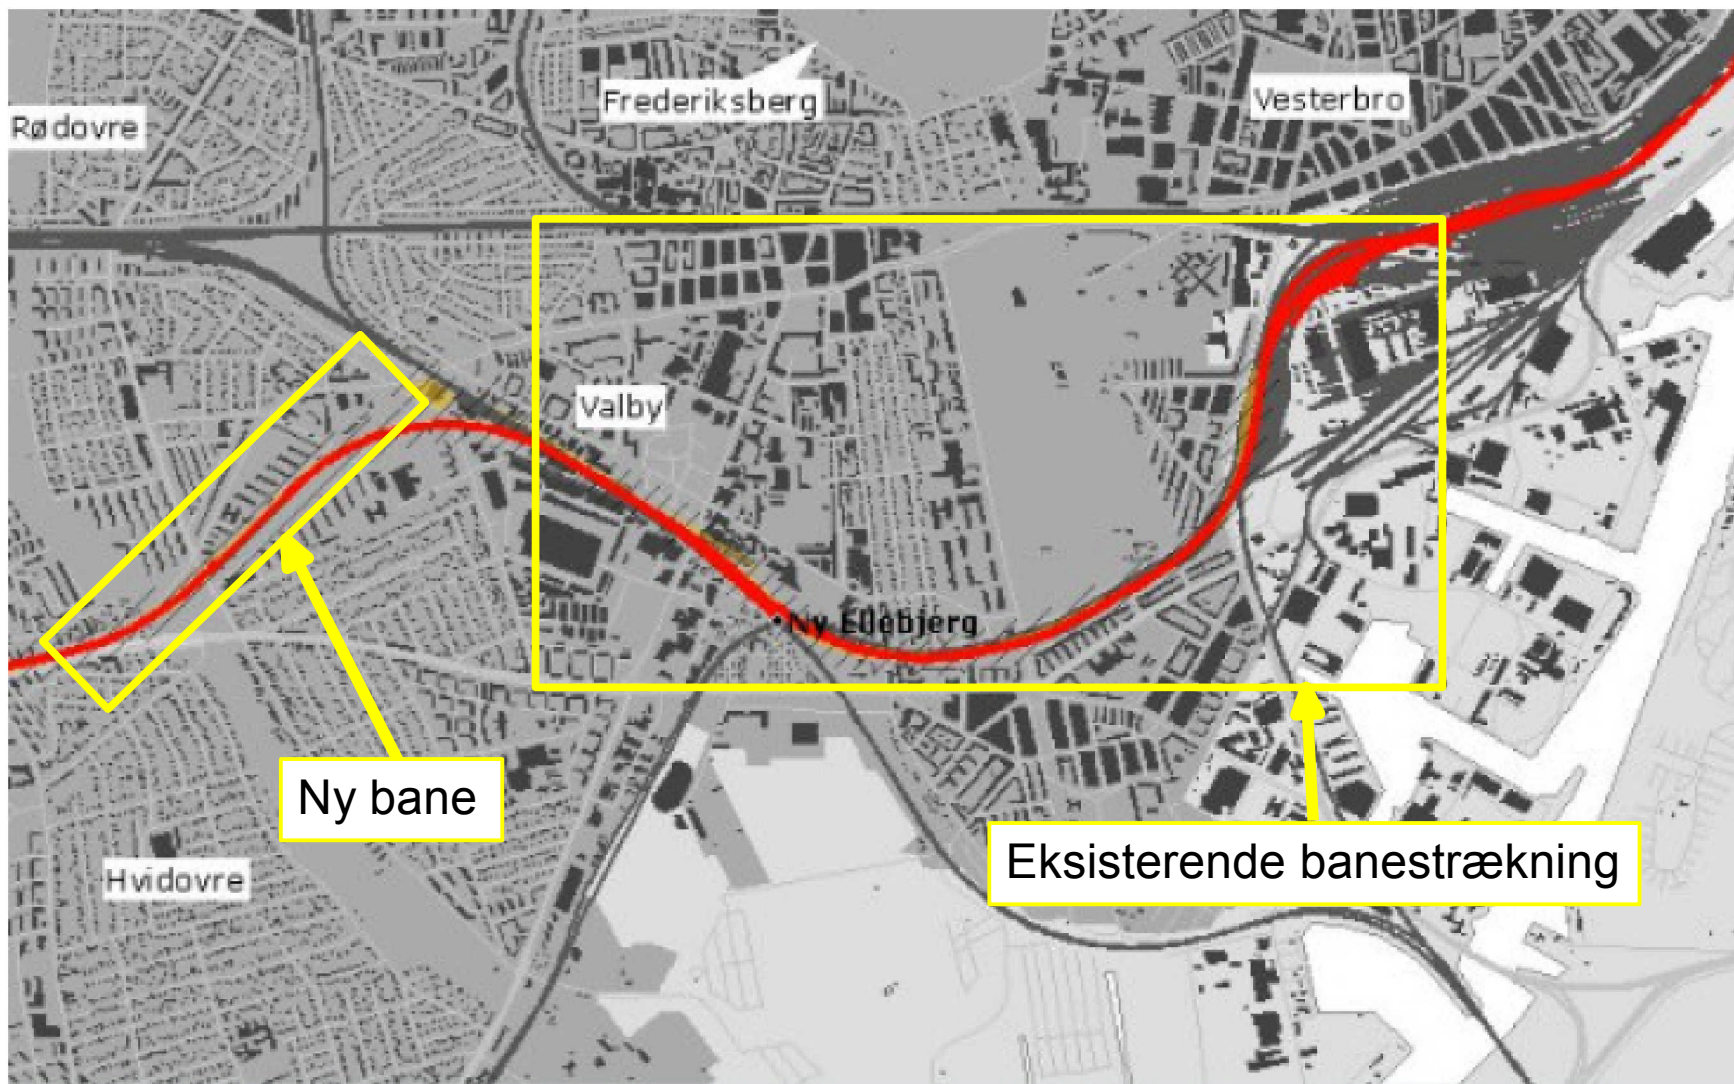 Frederiksberg
Vesterbro
Rødovre
Valby
Ny Ellebjerg
Ny bane
Eksisterende banestrækning
Hvidovre